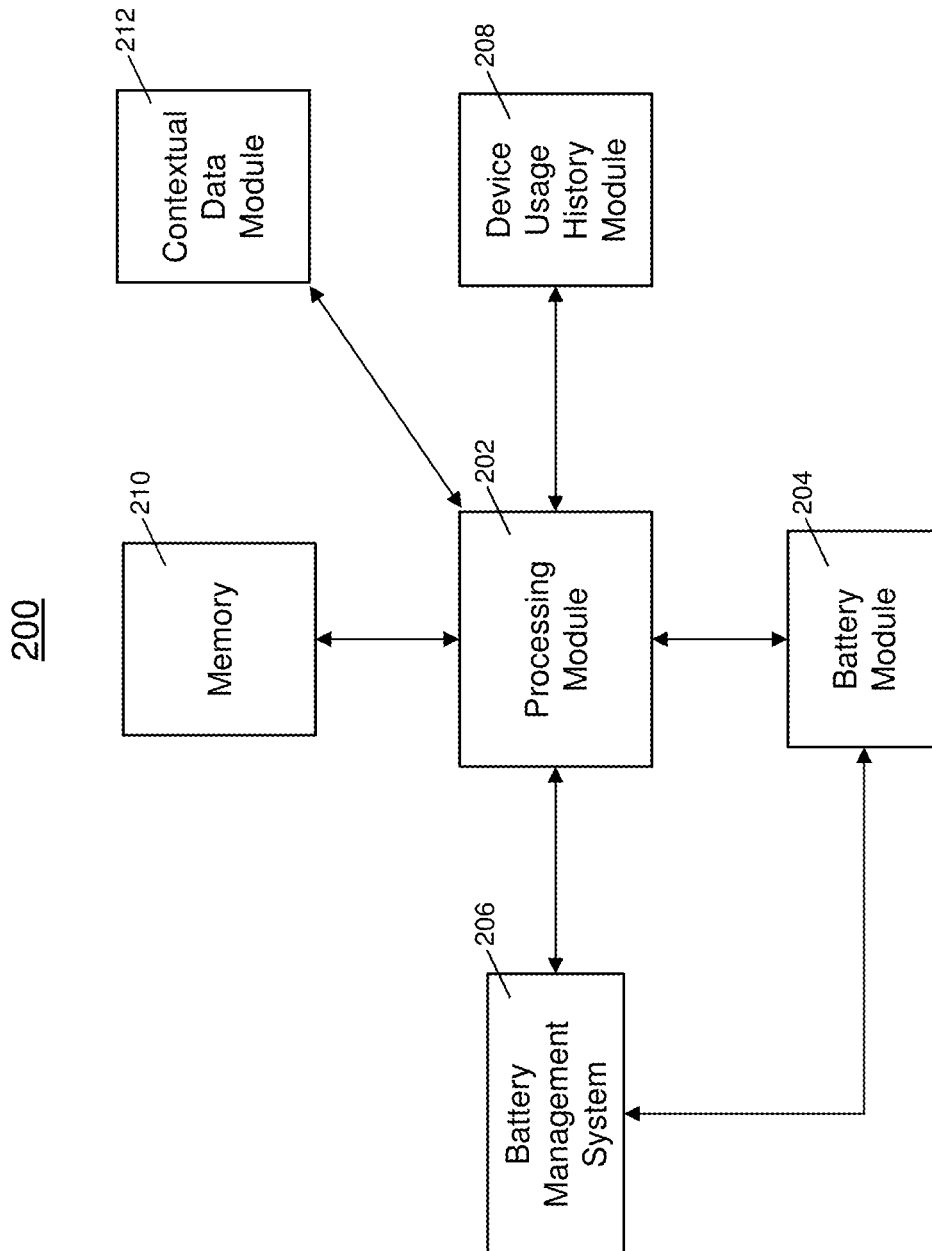 200
210
Memory
212
Contextual
Data
Module
206
Battery
Management
System
202
Processing
Module
208
Device
Usage
History
Module
204
Battery
Module